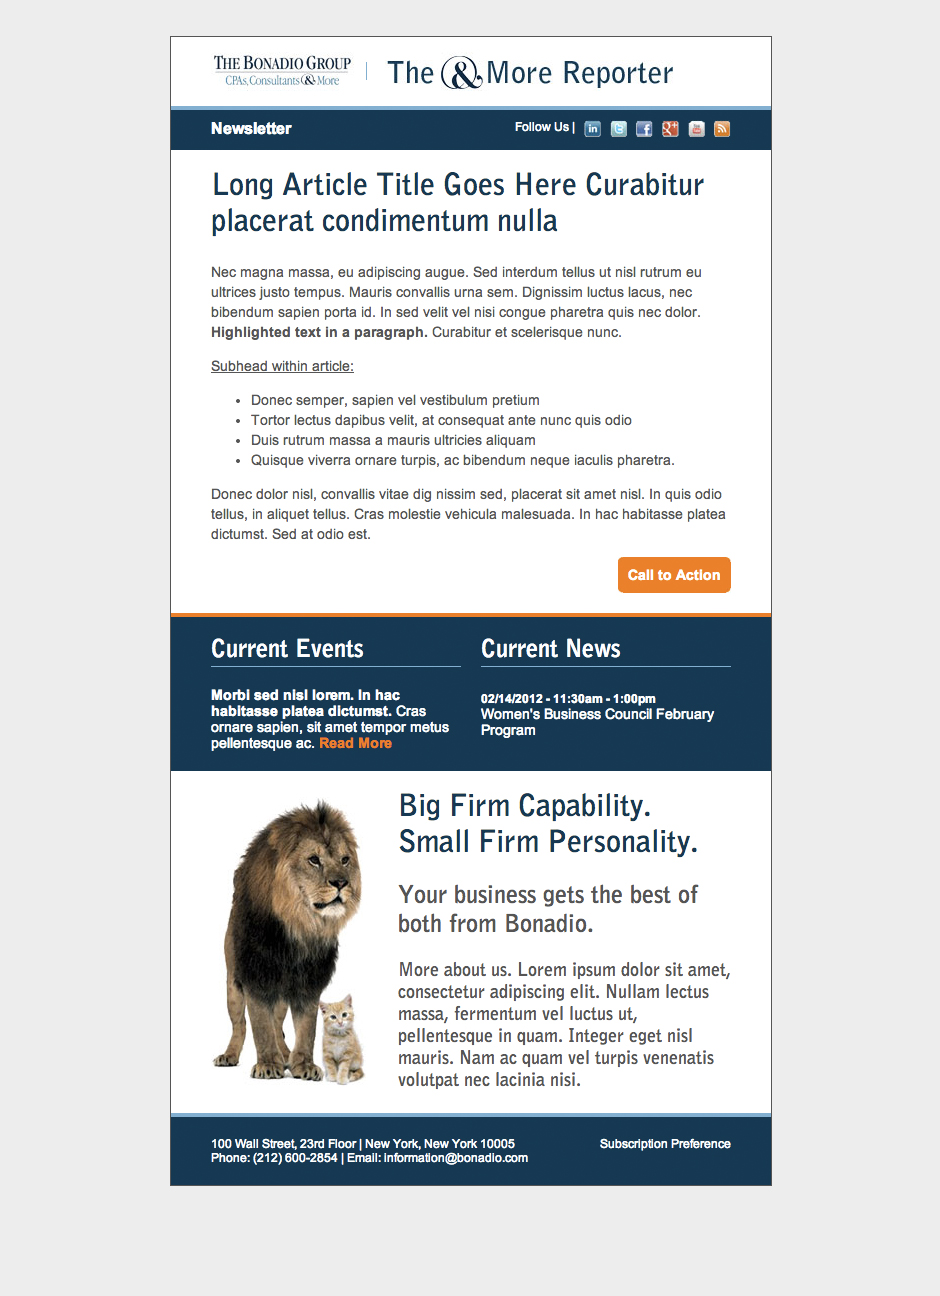 THE BONADIO GROUP
CPAs, Consultants & More
The & More Reporter
Newsletter
Follow Us |
Long Article Title Goes Here Curabitur
placerat condimentum nulla
Nec magna massa, eu adipiscing augue. Sed interdum tellus ut nisl rutrum eu
ultrices justo tempus. Mauris convallis urna sem. Dignissim luctus lacus, nec
bibendum sapien porta id. In sed velit vel nisi congue pharetra quis nec dolor.
Highlighted text in a paragraph. Curabitur et scelerisque nunc.
Subhead within article:
• Donec semper, sapien vel vestibulum pretium
• Tortor lectus dapibus velit, at consequat ante nunc quis odio
• Duis rutrum massa a mauris ultricies aliquam
• Quisque viverra ornare turpis, ac bibendum neque iaculis pharetra.
Donec dolor nisl, convallis vitae dig nissim sed, placerat sit amet nisl. In quis odio
tellus, in aliquet tellus. Cras molestie vehicula malesuada. In hac habitasse platea
dictumst. Sed at odio est.
Call to Action
Current Events
Morbi sed nisl lorem. In hac
habitasse platea dictumst. Cras
ornare sapien, sit amet tempor metus
pellentesque ac. Read More
Current News
02/14/2012 - 11:30am - 1:00pm
Women's Business Council February
Program
Big Firm Capability.
Small Firm Personality.
Your business gets the best of
both from Bonadio.
More about us. Lorem ipsum dolor sit amet,
consectetur adipiscing elit. Nullam lectus
massa, fermentum vel luctus ut,
pellentesque in quam. Integer eget nisl
mauris. Nam ac quam vel turpis venenatis
volutpat nec lacinia nisi.
100 Wall Street, 23rd Floor | New York, New York 10005
Phone: (212) 600-2854 | Email: information@bonadio.com
Subscription Preference